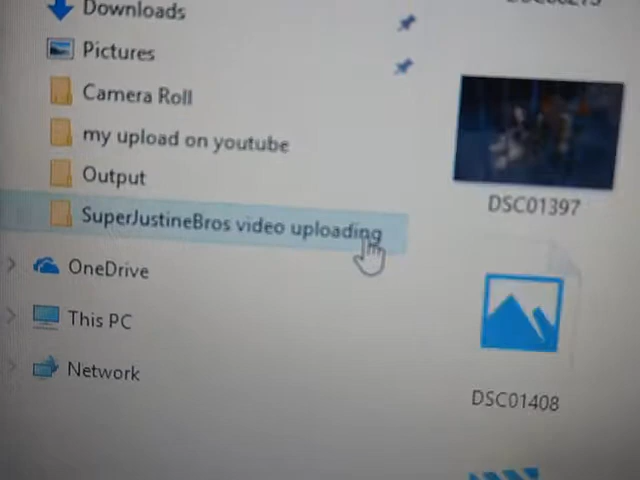 Downloads
Pictures
Camera Roll
my upload on youtube
Output
SuperJustineBros video uploading
OneDrive
This PC
Network
DSC01397
DSC01408